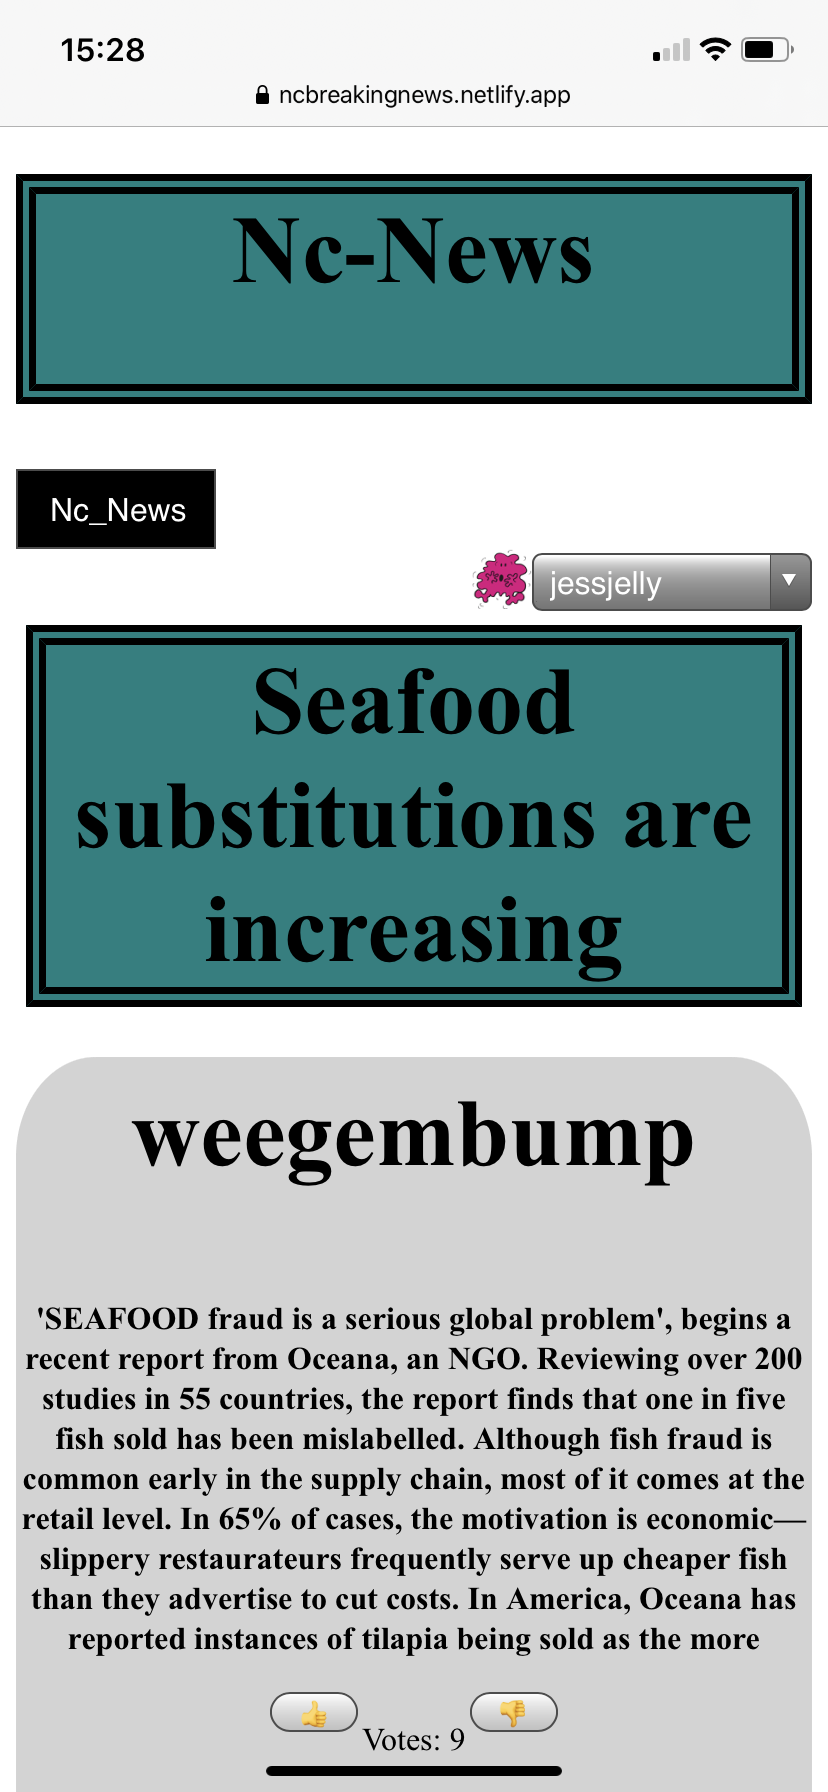 15:28
ncbreakingnews.netlify.app
Nc-News
Nc_News
jessjelly
Seafood
substitutions are
increasing
weegembump
'SEAFOOD fraud is a serious global problem', begins a
recent report from Oceana, an NGO. Reviewing over 200
studies in 55 countries, the report finds that one in five
fish sold has been mislabelled. Although fish fraud is
common early in the supply chain, most of it comes at the
retail level. In 65% of cases, the motivation is economic—
slippery restaurateurs frequently serve up cheaper fish
than they advertise to cut costs. In America, Oceana has
reported instances of tilapia being sold as the more
Votes: 9